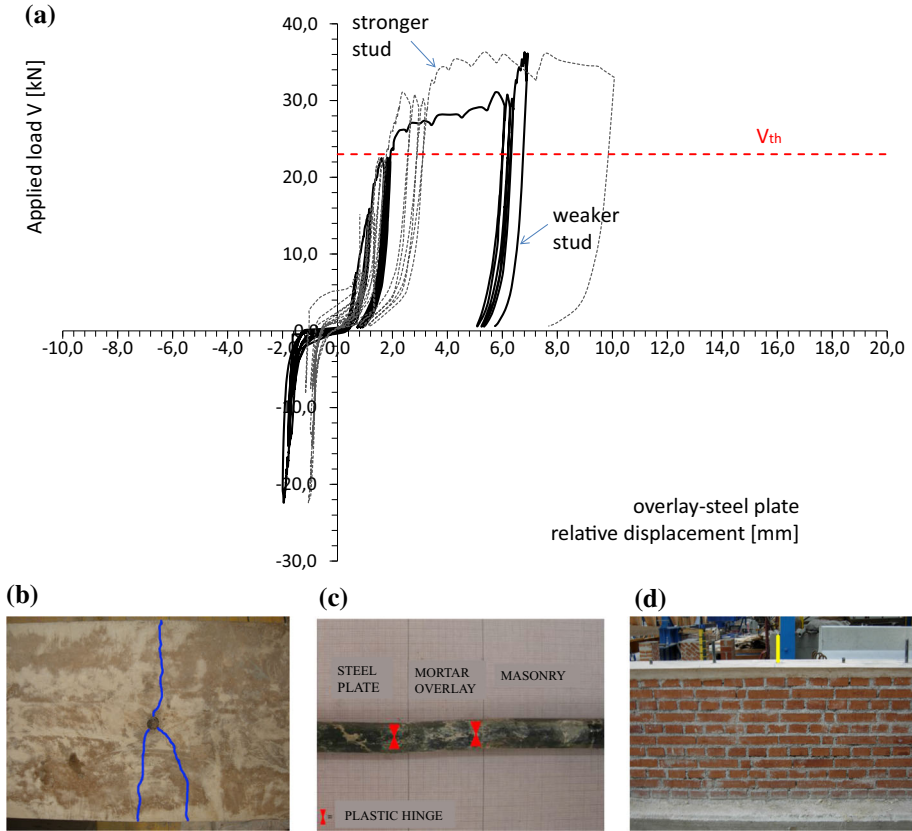 (a)
40,0
30,0
20,0
10,0
0,0
-10,0
-20,0
-30,0
Applied load V [kN]
stronger
stud
Vth
weaker
stud
-10,0 -8,0 -6,0 -4,0 -2,0 0,0 2,0 4,0 6,0 8,0 10,0 12,0 14,0 16,0 18,0 20,0
overlay-steel plate
relative displacement [mm]
(b)
(c)
STEEL PLATE
MORTAR OVERLAY
MASONRY
= PLASTIC HINGE
(d)